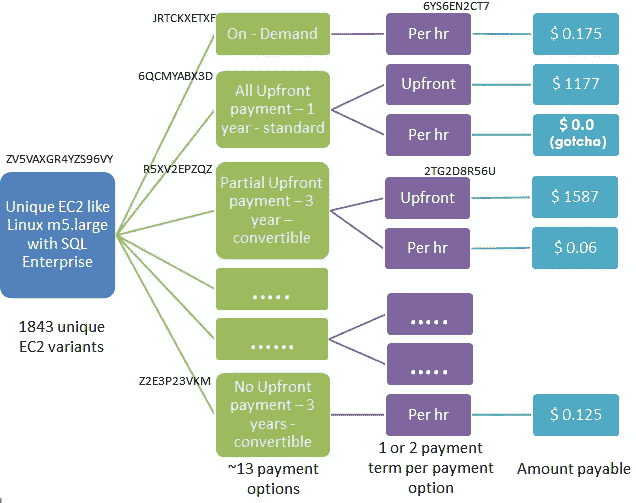 JRTCKXETXF
6YS6EN2CT7
On - Demand
Per hr
$ 0.175
6QCMYABX3D
All Upfront
payment – 1
year - standard
Upfront
$ 1177
Per hr
$ 0.0
(gotcha)
ZV5VAXGR4YZS96VY
Unique EC2 like
Linux m5.large
with SQL
Enterprise
1843 unique
EC2 variants
R5XV2EPZQZ
Partial Upfront
payment – 3
year –
convertible
2TG2D8R56U
Upfront
$ 1587
Per hr
$ 0.06
.....
......
.....
.....
Z2E3P23VKM
No Upfront
payment – 3
years -
convertible
Per hr
$ 0.125
~13 payment
options
1 or 2 payment
term per payment
option
Amount payable